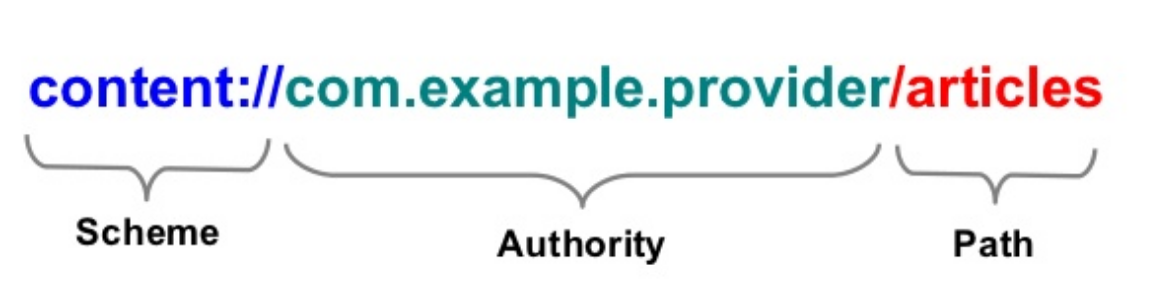 content://com.example.provider/articles
Scheme Authority Path